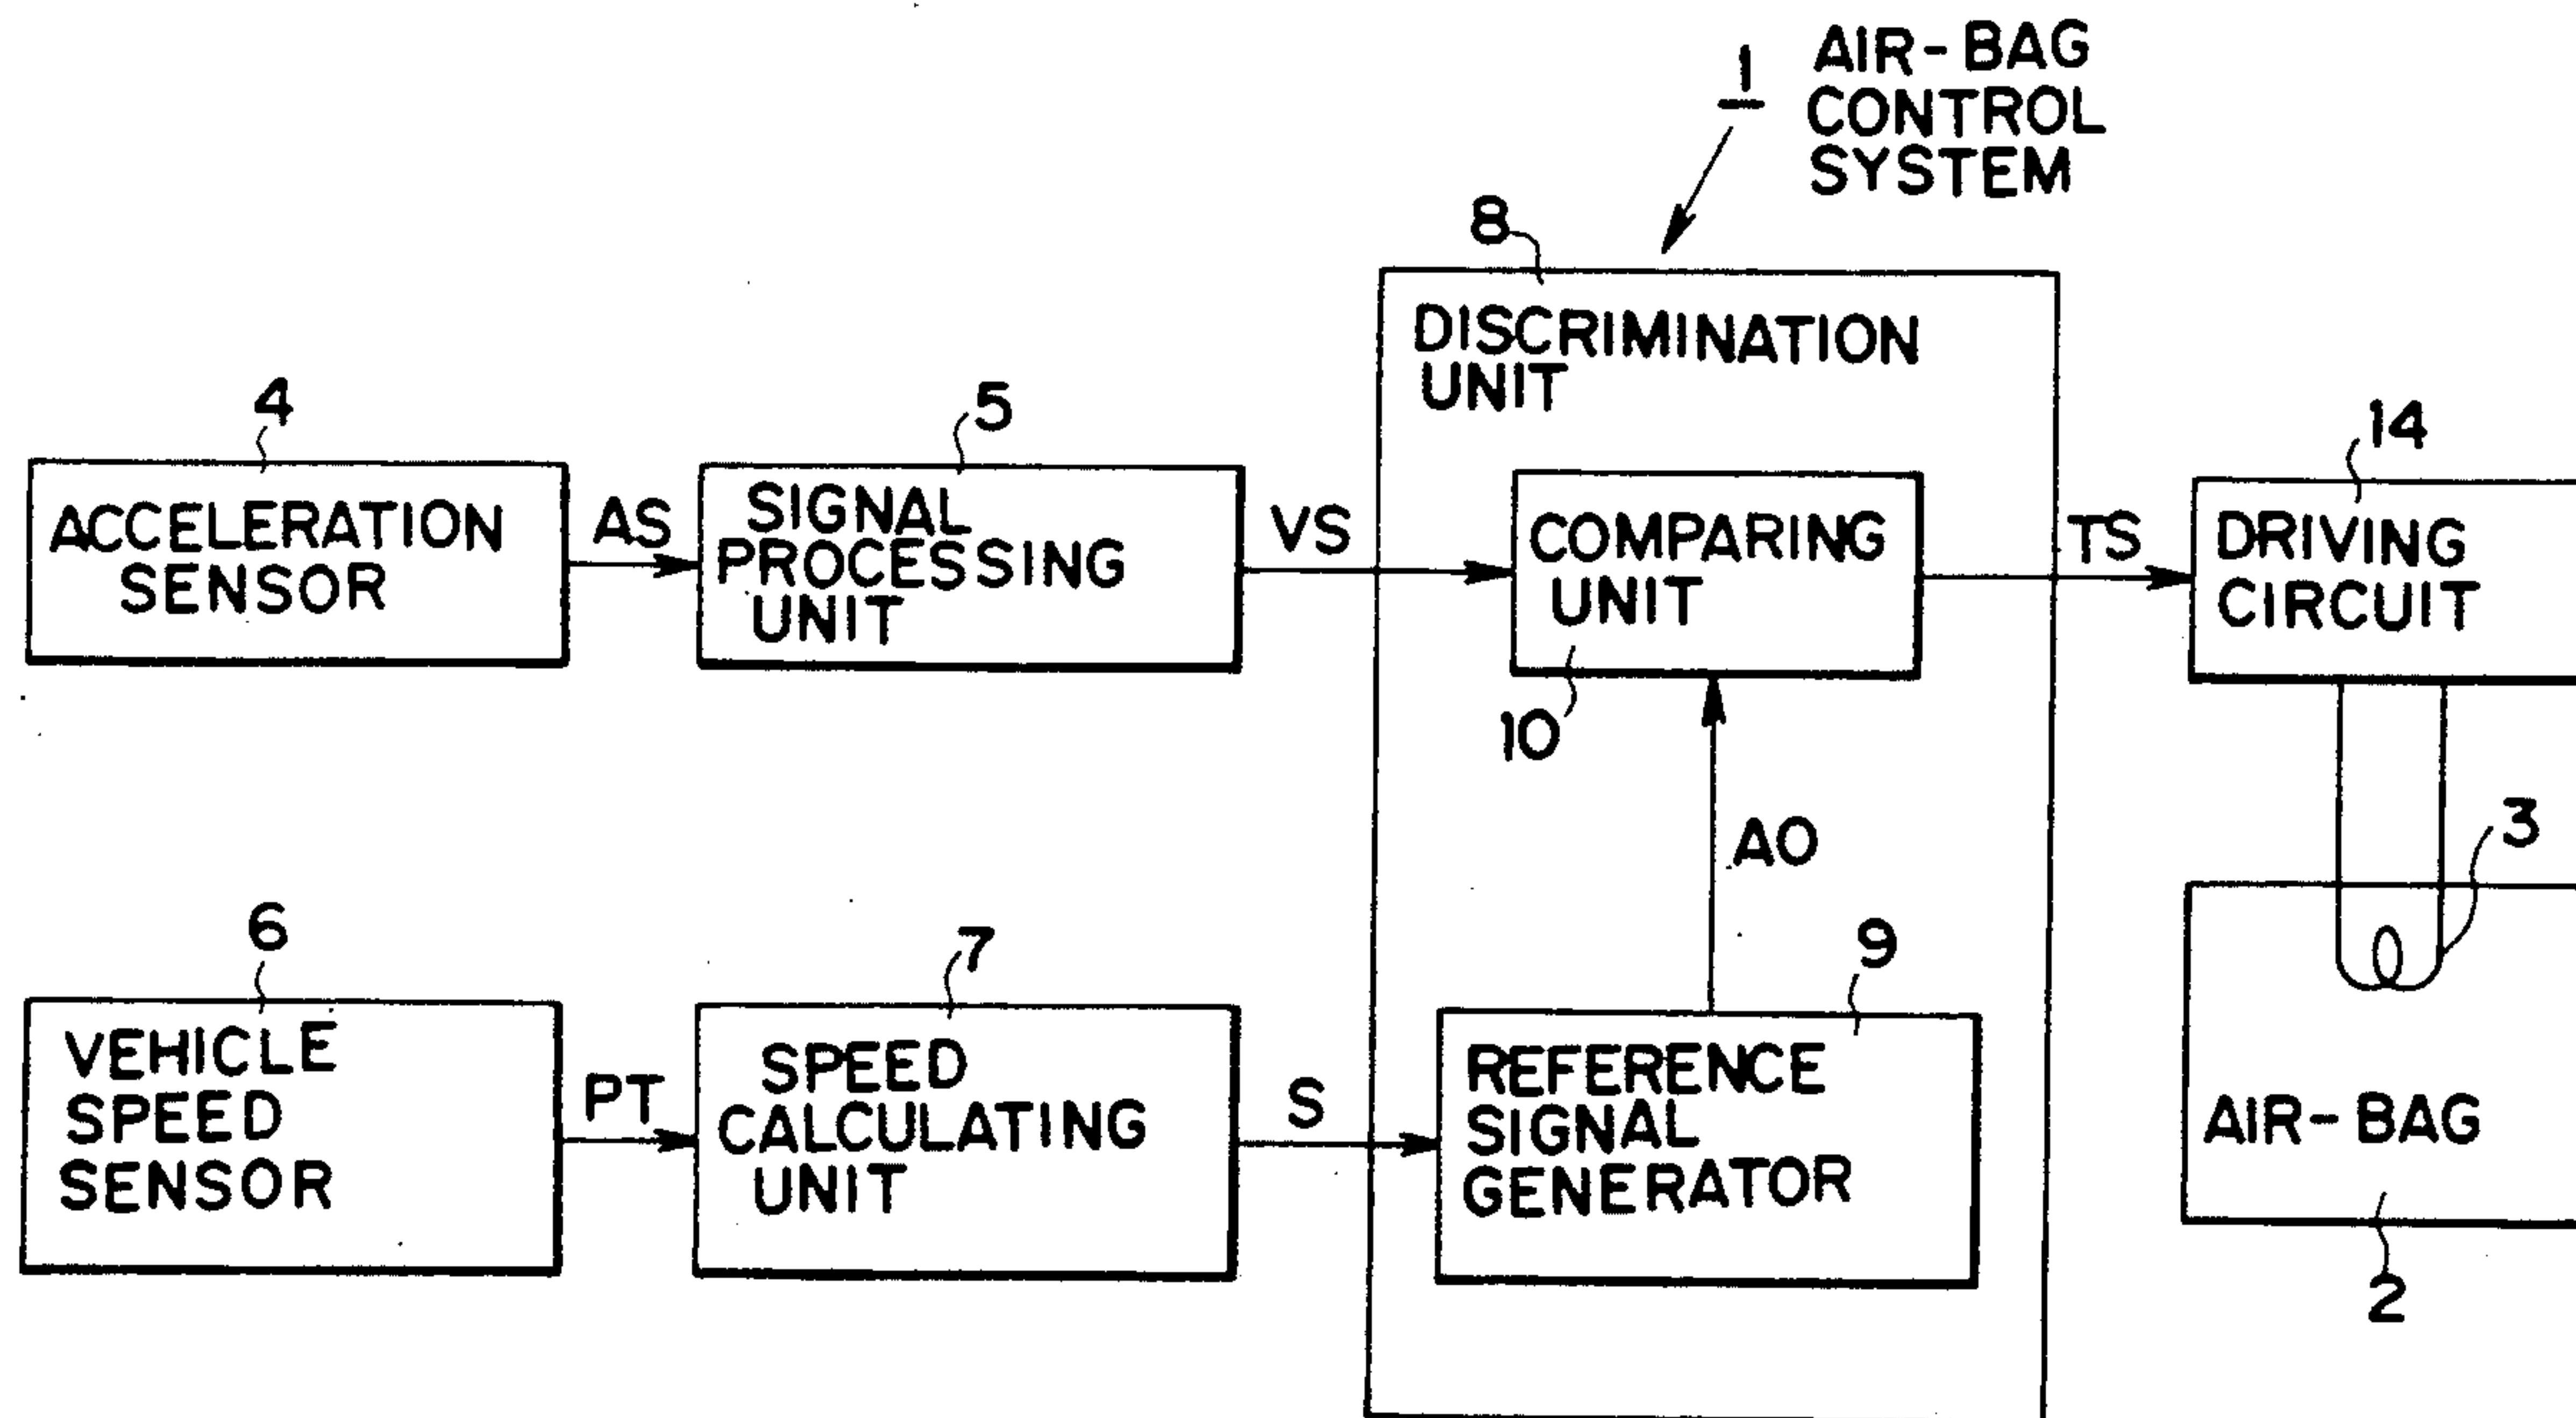 1
AIR-BAG
CONTROL
SYSTEM
8
DISCRIMINATION
UNIT
4
ACCELERATION
SENSOR
AS
5
SIGNAL
PROCESSING
UNIT
VS
COMPARING
UNIT
10
TS
14
DRIVING
CIRCUIT
AO
3
6
VEHICLE
SPEED
SENSOR
PT
7
SPEED
CALCULATING
UNIT
S
9
REFERENCE
SIGNAL
GENERATOR
AIR-BAG
2